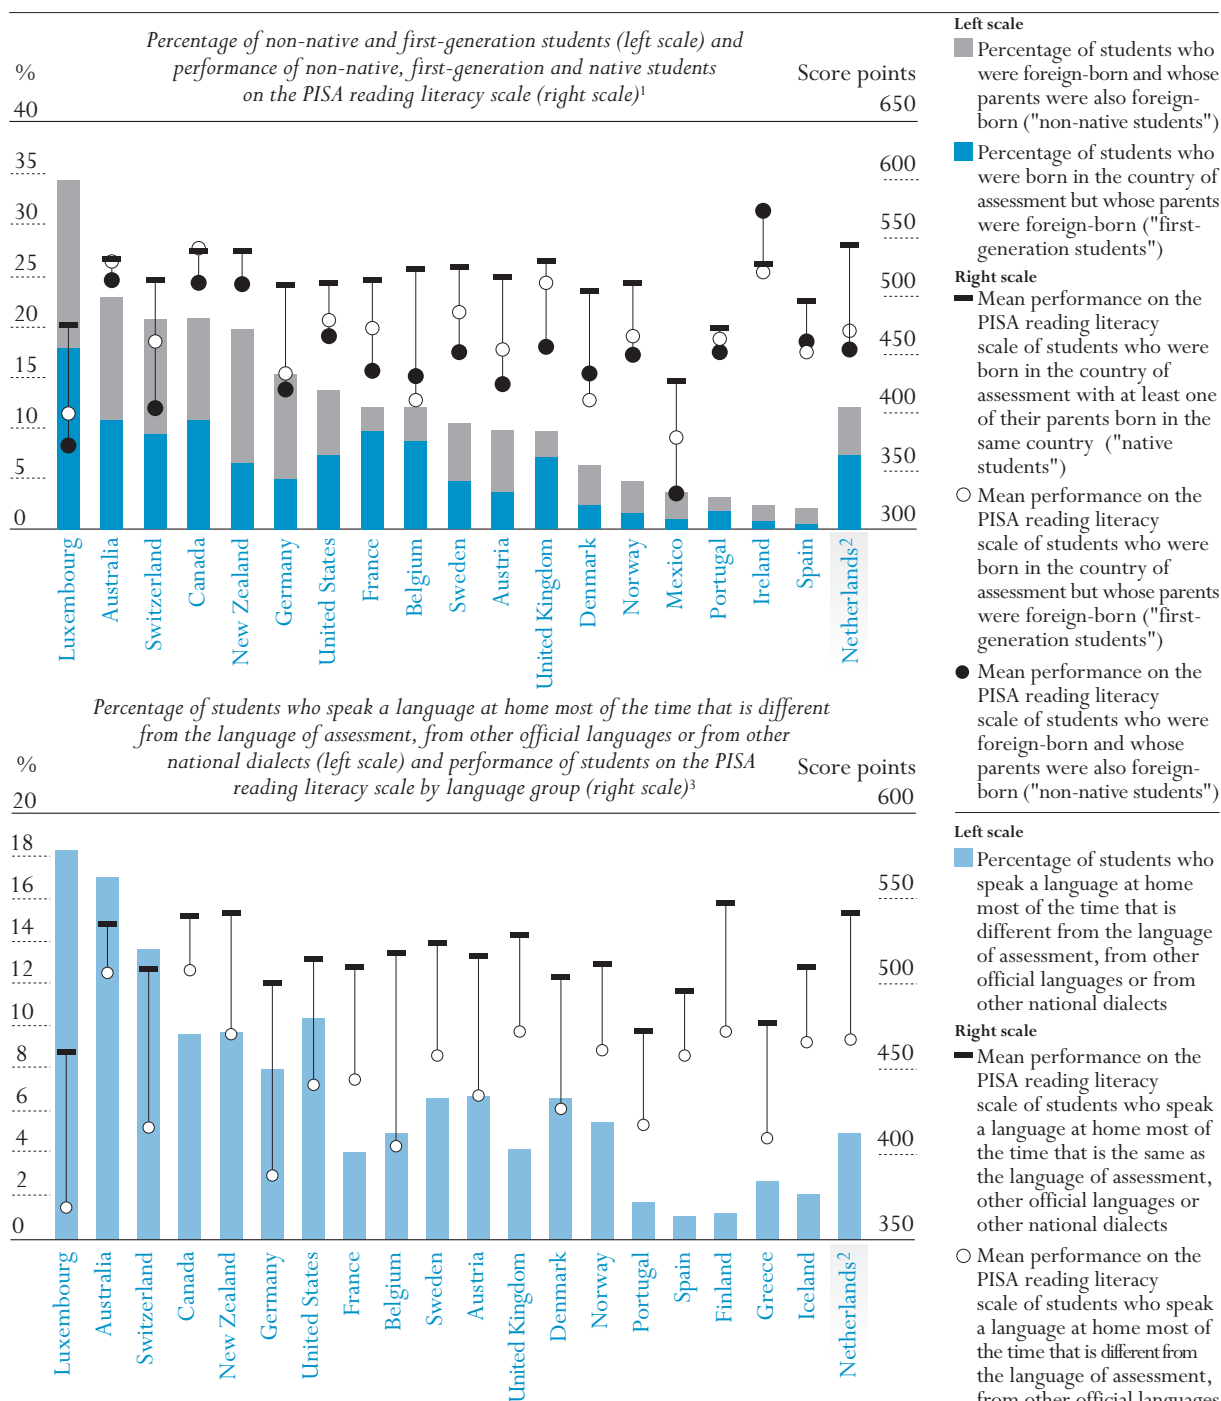 Percentage of non-native and first-generation students (left scale) and
performance of non-native, first-generation and native students
on the PISA reading literacy scale (right scale)1
%
Score points
40
650
35
30
25
20
15
10
5
0
600
550
500
450
400
350
300
Luxembourg
Australia
Switzerland
Canada
New Zealand
Germany
United States
France
Belgium
Sweden
Austria
United Kingdom
Denmark
Norway
Mexico
Portugal
Ireland
Spain
Netherlands2
Left scale
Percentage of students who
were foreign-born and whose
parents were also foreign-
born ("non-native students")
Percentage of students who
were born in the country of
assessment but whose parents
were foreign-born ("first-
generation students")
Right scale
Mean performance on the
PISA reading literacy
scale of students who were
born in the country of
assessment with at least one
of their parents born in the
same country ("native
students")
Mean performance on the
PISA reading literacy
scale of students who were
born in the country of
assessment but whose parents
were foreign-born ("first-
generation students")
Mean performance on the
PISA reading literacy
scale of students who were
foreign-born and whose
parents were also foreign-
born ("non-native students")
Percentage of students who speak a language at home most of the time that is different
from the language of assessment, from other official languages or from other
national dialects (left scale) and performance of students on the PISA
reading literacy scale by language group (right scale)3
%
Score points
20
600
18
16
14
12
10
8
6
4
2
0
550
500
450
400
350
Luxembourg
Australia
Switzerland
Canada
New Zealand
Germany
United States
France
Belgium
Sweden
Austria
United Kingdom
Denmark
Norway
Portugal
Spain
Finland
Greece
Iceland
Netherlands2
Left scale
Percentage of students who
speak a language at home
most of the time that is
different from the language
of assessment, from other
official languages or from
other national dialects
Right scale
Mean performance on the
PISA reading literacy
scale of students who speak
a language at home most of
the time that is the same as
the language of assessment,
other official languages or
other national dialects
Mean performance on the
PISA reading literacy
scale of students who speak
a language at home most of
the time that is different from
the language of assessment,
from other official languages